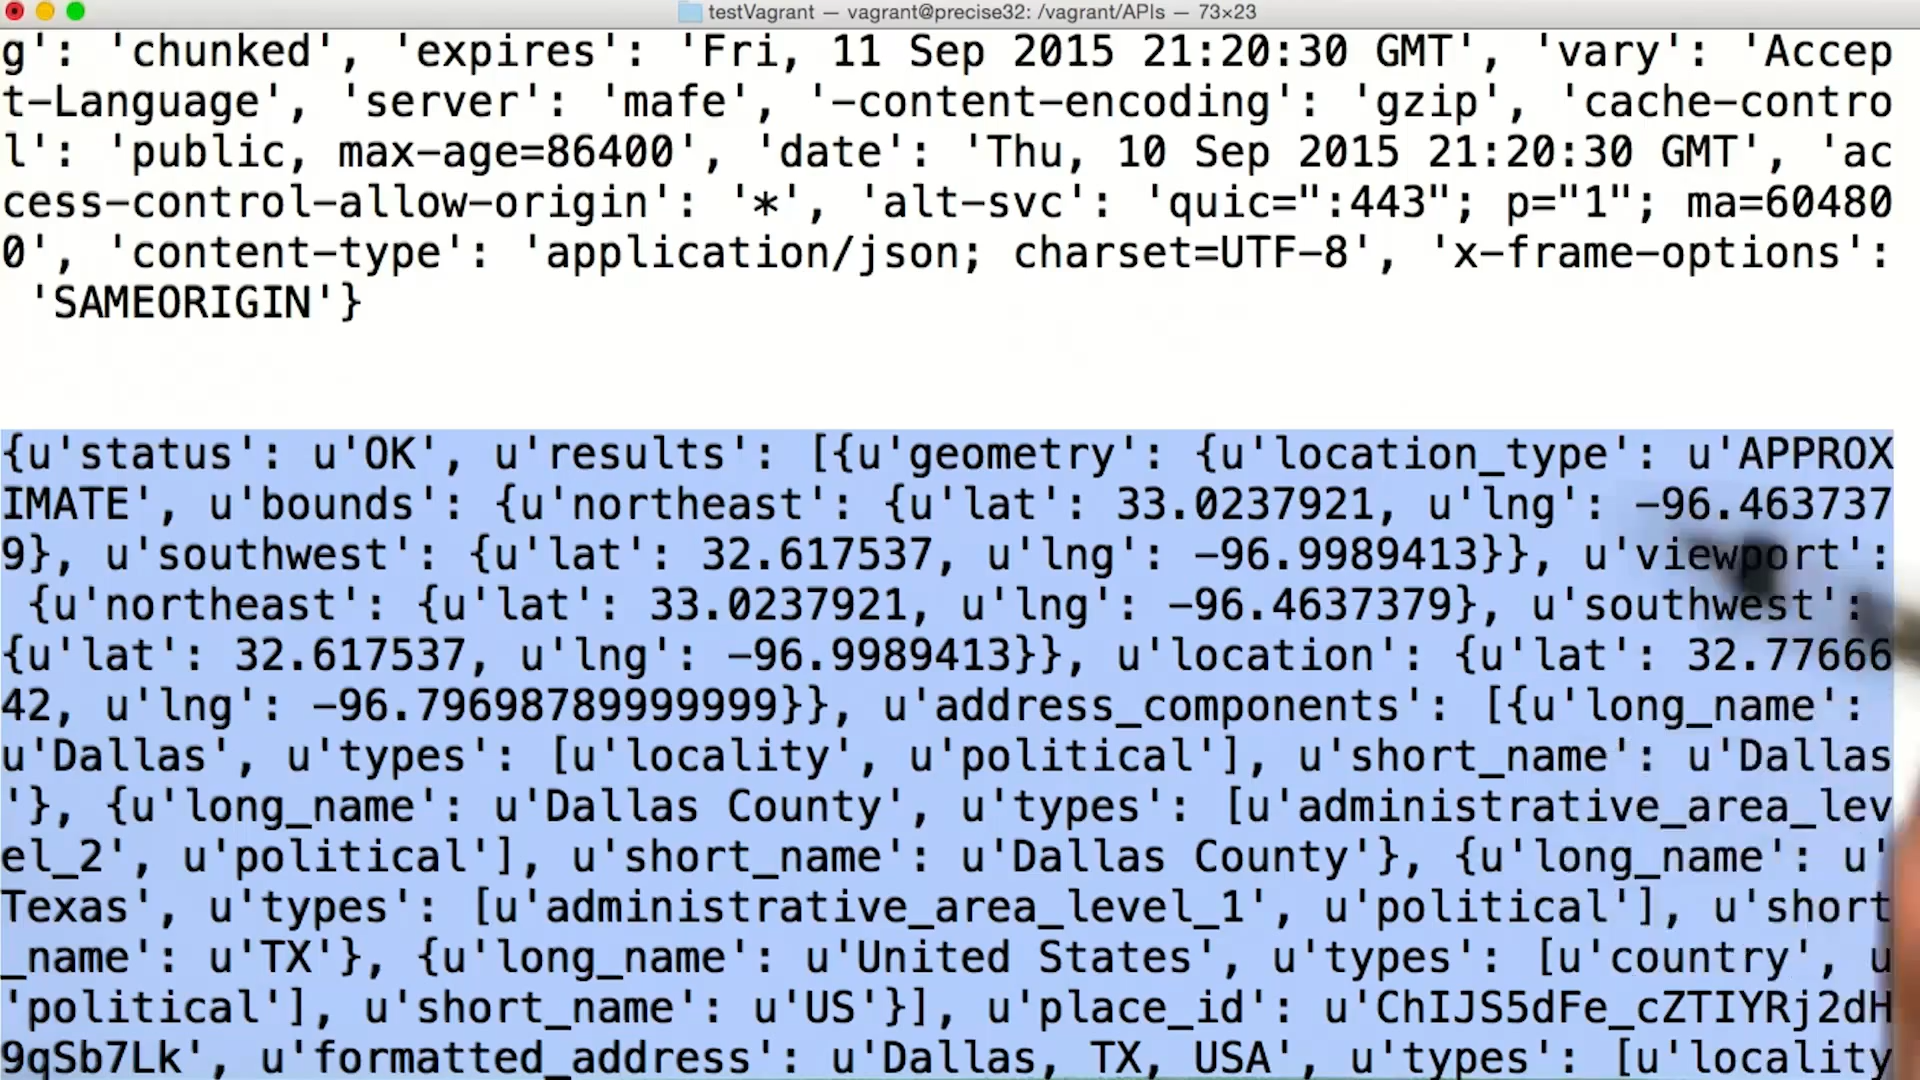 testVagrant — vagrant@precise32: /vagrant/APIs — 73×23
g': 'chunked', 'expires': 'Fri, 11 Sep 2015 21:20:30 GMT', 'vary': 'Accep
t-Language', 'server': 'mafe', '-content-encoding': 'gzip', 'cache-contro
l': 'public, max-age=86400', 'date': 'Thu, 10 Sep 2015 21:20:30 GMT', 'ac
cess-control-allow-origin': '*', 'alt-svc': 'quic=":443"; p="1"; ma=60480
0', 'content-type': 'application/json; charset=UTF-8', 'x-frame-options':
'SAMEORIGIN'}
{u'status': u'OK', u'results': [{u'geometry': {u'location_type': u'APPROX
IMATE', u'bounds': {u'northeast': {u'lat': 33.0237921, u'lng': -96.463737
9}, u'southwest': {u'lat': 32.617537, u'lng': -96.9989413}}, u'viewport':
{u'northeast': {u'lat': 33.0237921, u'lng': -96.4637379}, u'southwest':
{u'lat': 32.617537, u'lng': -96.9989413}}, u'location': {u'lat': 32.77666
42, u'lng': -96.79698789999999}}, u'address_components': [{u'long_name':
u'Dallas', u'types': [u'locality', u'political'], u'short_name': u'Dallas
'}, {u'long_name': u'Dallas County', u'types': [u'administrative_area_lev
el_2', u'political'], u'short_name': u'Dallas County'}, {u'long_name': u'
Texas', u'types': [u'administrative_area_level_1', u'political'], u'short
_name': u'TX'}, {u'long_name': u'United States', u'types': [u'country', u
'political'], u'short_name': u'US'}], u'place_id': u'ChIJS5dFe_cZTIYRj2dH
9qSb7Lk', u'formatted_address': u'Dallas, TX, USA', u'types': [u'locality